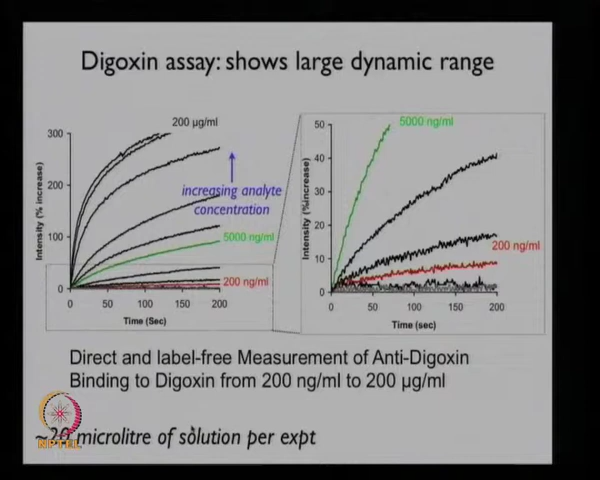 Digoxin assay: shows large dynamic range
200 µg/ml
300
200
100
0
Intensity (% increase)
increasing analyte
concentration
5000 ng/ml
200 ng/ml
0 50 100 150 200
Time (Sec)
5000 ng/ml
50
40
30
20
10
0
Intensity (%increase)
200 ng/ml
0 50 100 150 200
Time (sec)
Direct and label-free Measurement of Anti-Digoxin
Binding to Digoxin from 200 ng/ml to 200 µg/ml
~20 microlitre of solution per expt
NPTEL